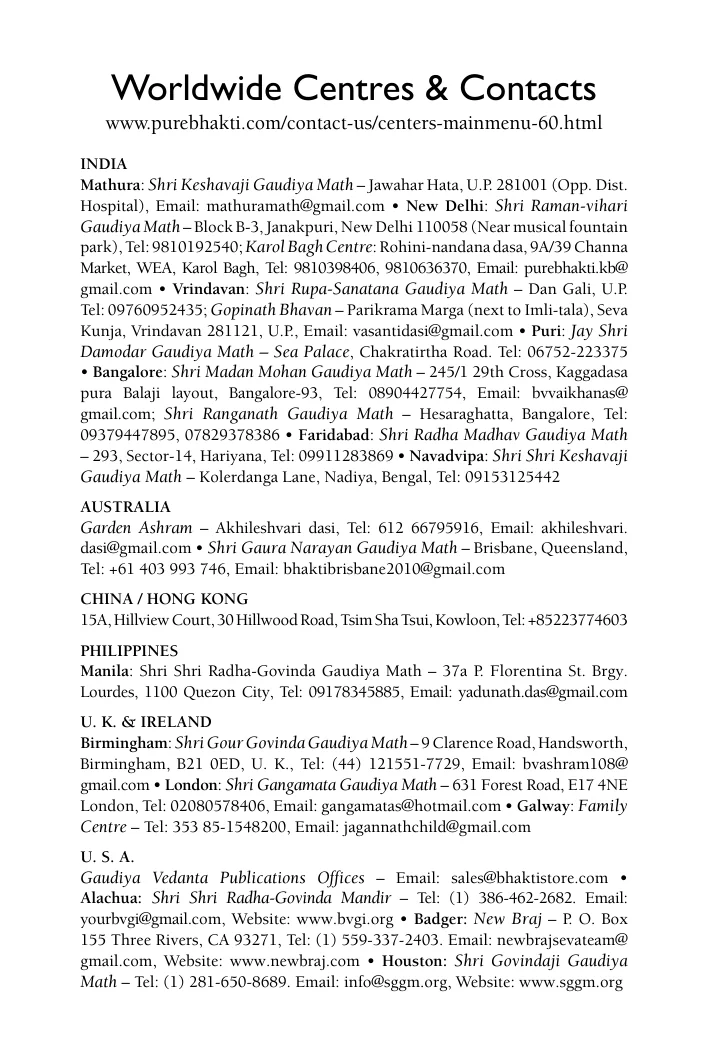 Worldwide Centres & Contacts
www.purebhakti.com/contact-us/centers-mainmenu-60.html
INDIA
Mathura: Shri Keshavaji Gaudiya Math – Jawahar Hata, U.P. 281001 (Opp. Dist.
Hospital), Email: mathuramath@gmail.com • New Delhi: Shri Raman-vihari
Gaudiya Math – Block B-3, Janakpuri, New Delhi 110058 (Near musical fountain
park), Tel: 9810192540; Karol Bagh Centre: Rohini-nandana dasa, 9A/39 Channa
Market, WEA, Karol Bagh, Tel: 9810398406, 9810636370, Email: purebhakti.kb@
gmail.com • Vrindavan: Shri Rupa-Sanatana Gaudiya Math – Dan Gali, U.P.
Tel: 09760952435; Gopinath Bhavan – Parikrama Marga (next to Imli-tala), Seva
Kunja, Vrindavan 281121, U.P., Email: vasantidasi@gmail.com • Puri: Jay Shri
Damodar Gaudiya Math – Sea Palace, Chakratirtha Road. Tel: 06752-223375
• Bangalore: Shri Madan Mohan Gaudiya Math – 245/1 29th Cross, Kaggadasa
pura Balaji layout, Bangalore-93, Tel: 08904427754, Email: bvvaikhanas@
gmail.com; Shri Ranganath Gaudiya Math – Hesaraghatta, Bangalore, Tel:
09379447895, 07829378386 • Faridabad: Shri Radha Madhav Gaudiya Math
– 293, Sector-14, Hariyana, Tel: 09911283869 • Navadvipa: Shri Shri Keshavaji
Gaudiya Math – Kolerdanga Lane, Nadiya, Bengal, Tel: 09153125442
AUSTRALIA
Garden Ashram – Akhileshvari dasi, Tel: 612 66795916, Email: akhileshvari.
dasi@gmail.com • Shri Gaura Narayan Gaudiya Math – Brisbane, Queensland,
Tel: +61 403 993 746, Email: bhaktibrisbane2010@gmail.com
CHINA / HONG KONG
15A, Hillview Court, 30 Hillwood Road, Tsim Sha Tsui, Kowloon, Tel: +85223774603
PHILIPPINES
Manila: Shri Shri Radha-Govinda Gaudiya Math – 37a P. Florentina St. Brgy.
Lourdes, 1100 Quezon City, Tel: 09178345885, Email: yadunath.das@gmail.com
U. K. & IRELAND
Birmingham: Shri Gour Govinda Gaudiya Math – 9 Clarence Road, Handsworth,
Birmingham, B21 0ED, U. K., Tel: (44) 121551-7729, Email: bvashram108@
gmail.com • London: Shri Gangamata Gaudiya Math – 631 Forest Road, E17 4NE
London, Tel: 02080578406, Email: gangamatas@hotmail.com • Galway: Family
Centre – Tel: 353 85-1548200, Email: jagannathchild@gmail.com
U. S. A.
Gaudiya Vedanta Publications Offices – Email: sales@bhaktistore.com •
Alachua: Shri Shri Radha-Govinda Mandir – Tel: (1) 386-462-2682. Email:
yourbvgi@gmail.com, Website: www.bvgi.org • Badger: New Braj – P. O. Box
155 Three Rivers, CA 93271, Tel: (1) 559-337-2403. Email: newbrajsevateam@
gmail.com, Website: www.newbraj.com • Houston: Shri Govindaji Gaudiya
Math – Tel: (1) 281-650-8689. Email: info@sggm.org, Website: www.sggm.org